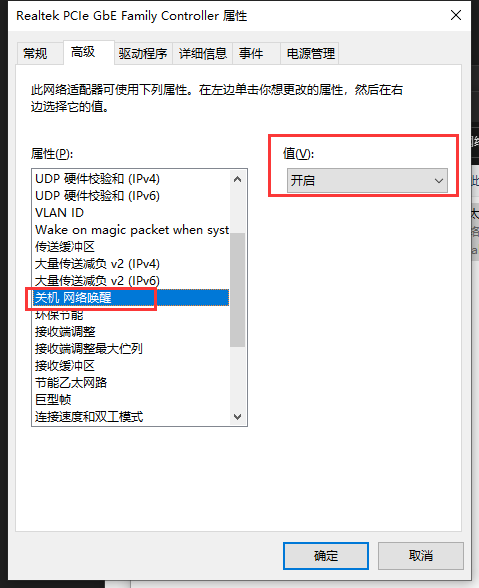 Realtek PCIe GbE Family Controller 属性
常规
高级
驱动程序
详细信息
事件
电源管理
此网络适配器可使用下列属性。在左边单击你想更改的属性，然后在右
边选择它的值。
属性(P):
值(V):
开启
UDP 硬件校验和 (IPv4)
UDP 硬件校验和 (IPv6)
VLAN ID
Wake on magic packet when syst
传送缓冲区
大量传送减负 v2 (IPv4)
大量传送减负 v2 (IPv6)
关机 网络唤醒
环保节能
接收端调整
接收端调整最大伫列
接收缓冲区
节能乙太网路
巨型帧
连接速度和双工模式
确定
取消